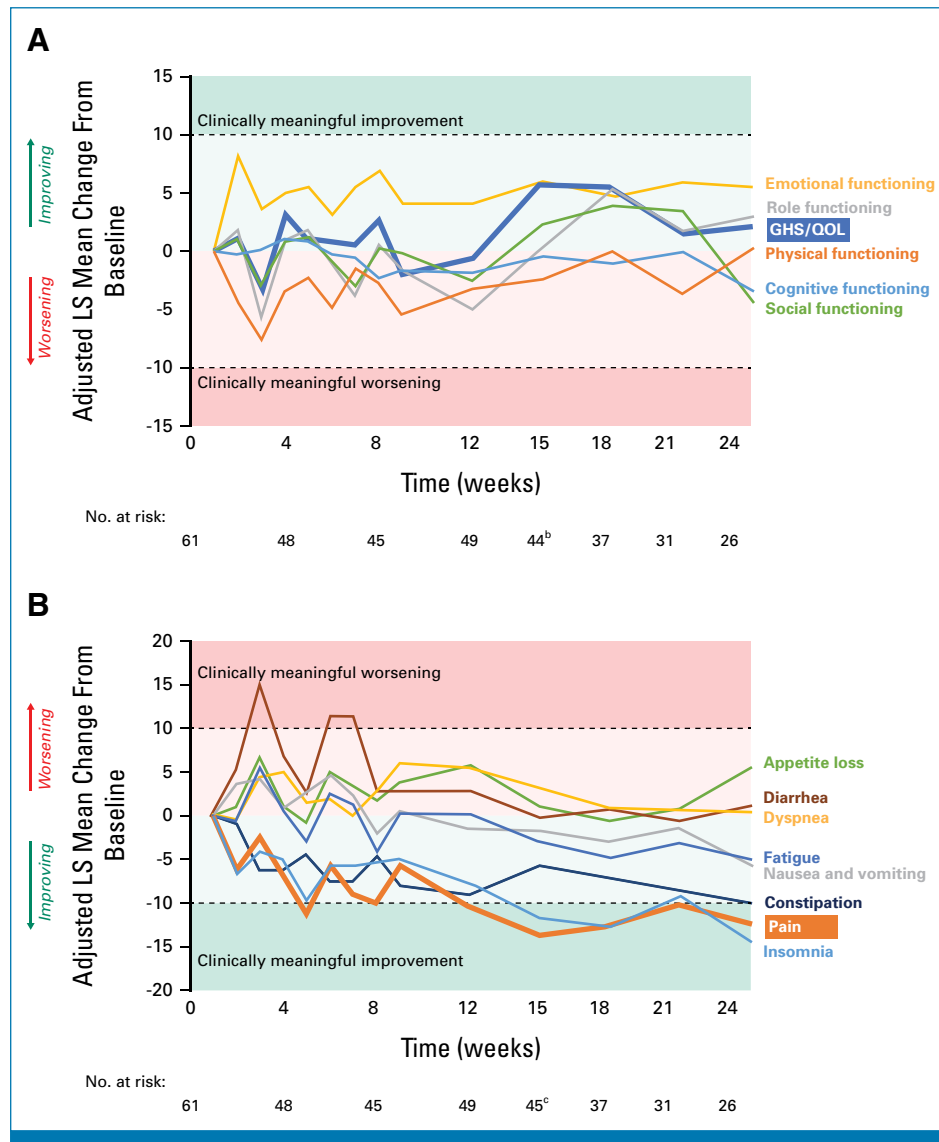 A
Adjusted LS Mean Change From
Baseline
Improving
Worsening
15
10
5
0
-5
-10
-15
Clinically meaningful improvement
Clinically meaningful worsening
Emotional functioning
Role functioning
GHS/QOL
Physical functioning
Cognitive functioning
Social functioning
0 4 8 12 15 18 21 24
Time (weeks)
No. at risk:
61 48 45 49 44b 37 31 26
B
Adjusted LS Mean Change From
Baseline
Worsening
Improving
20
15
10
5
0
-5
-10
-15
-20
Clinically meaningful worsening
Clinically meaningful improvement
Appetite loss
Diarrhea
Dyspnea
Fatigue
Nausea and vomiting
Constipation
Pain
Insomnia
0 4 8 12 15 18 21 24
Time (weeks)
No. at risk:
61 48 45 49 45c 37 31 26